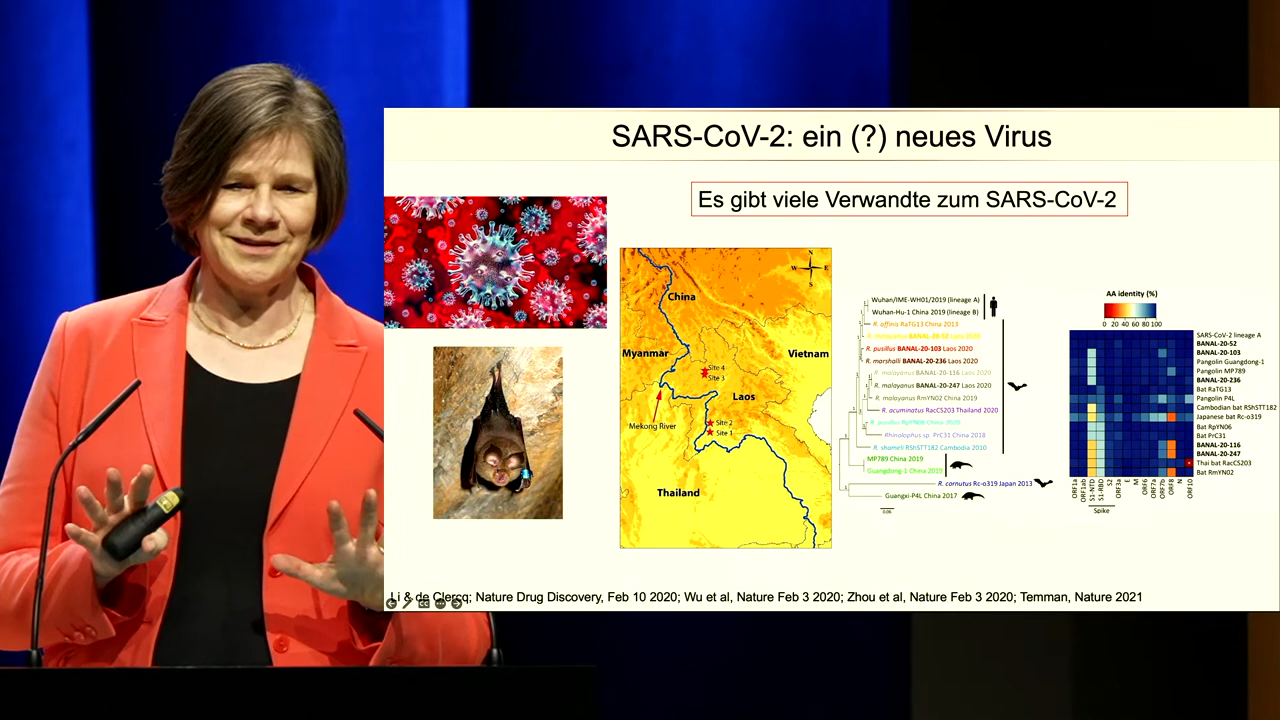 SARS-CoV-2: ein (?) neues Virus
Es gibt viele Verwandte zum SARS-CoV-2
China
Myanmar
Vietnam
Site 4
Site 3
Laos
Mekong River
Site 2
Site 1
Thailand
N
W
E
S
Wuhan/IME-WH01/2019 (lineage A)
Wuhan-Hu-1 China 2019 (lineage B)
R. affinis RaTG13 China 2013
R. pusillus BANAL-20-103 Laos 2020
R. marshalli BANAL-20-236 Laos 2020
R. malayanus BANAL-20-116 Laos 2020
R. malayanus BANAL-20-247 Laos 2020
R. malayanus RmYN02 China 2019
R. acuminatus RacCS203 Thailand 2020
R. pusillus RpYN06 China 2020
Rhinolophus sp. PrC31 China 2018
R. shameli RShSTT182 Cambodia 2010
MP789 China 2019
Guangdong-1 China 2019
R. cornutus Rc-o319 Japan 2013
Guangxi-P4L China 2017
0.06
AA identity (%)
0 20 40 60 80 100
SARS-CoV-2 lineage A
BANAL-20-52
BANAL-20-103
Pangolin Guangdong-1
Pangolin MP789
BANAL-20-236
Bat RaTG13
Pangolin P4L
Cambodian bat RShSTT182
Japanese bat Rc-o319
Bat RpYN06
Bat PrC31
BANAL-20-116
BANAL-20-247
Thai bat RacCS203
Bat RmYN02
ORF1a
ORF1ab
S1-NTD
S1-RBD
S2
ORF3a
E
M
ORF6
ORF7a
ORF7b
ORF8
N
ORF10
Spike
Li & de Clercq; Nature Drug Discovery, Feb 10 2020; Wu et al, Nature Feb 3 2020; Zhou et al, Nature Feb 3 2020; Temman, Nature 2021